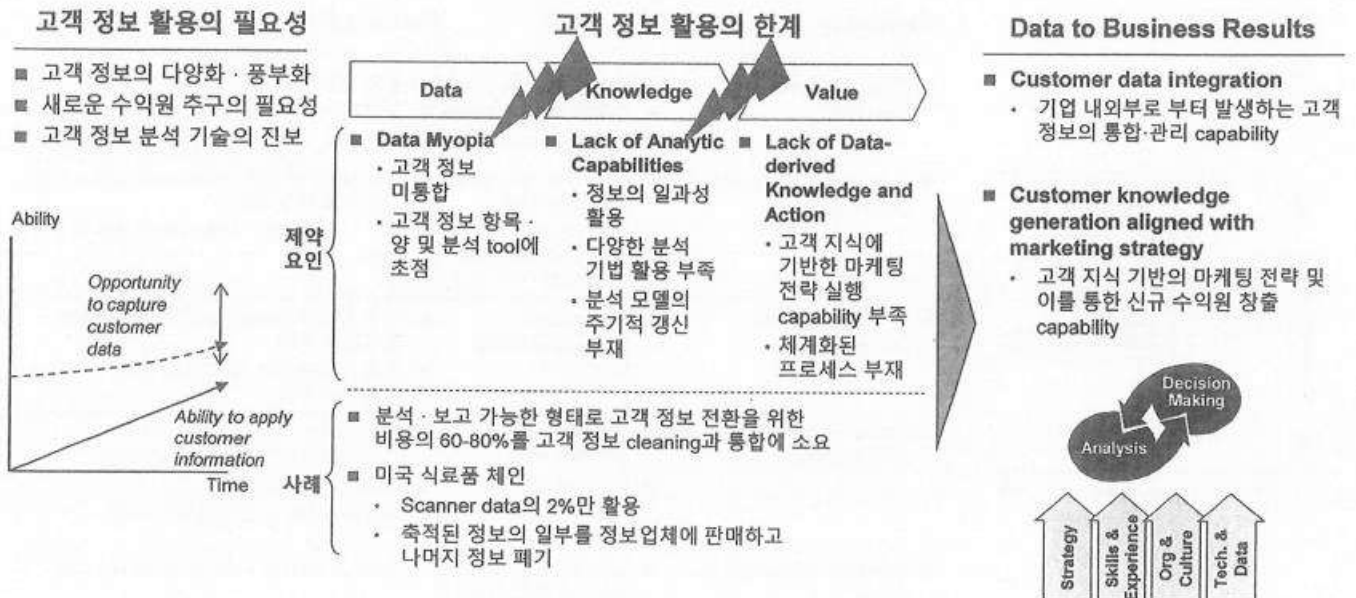 고객 정보 활용의 필요성
■ 고객 정보의 다양화 · 풍부화
■ 새로운 수익원 추구의 필요성
■ 고객 정보 분석 기술의 진보
Ability
Opportunity
to capture
customer
data
Ability to apply
customer
information
Time
고객 정보 활용의 한계
Data
Knowledge
Value
제약
요인
■ Data Myopia
· 고객 정보
미통합
· 고객 정보 항목 ·
양 및 분석 tool에
초점
■ Lack of Analytic
Capabilities
· 정보의 일과성
활용
· 다양한 분석
기법 활용 부족
· 분석 모델의
주기적 갱신
부재
■ Lack of Data-
derived
Knowledge and
Action
· 고객 지식에
기반한 마케팅
전략 실행
capability 부족
· 체계화된
프로세스 부재
사례
■ 분석 · 보고 가능한 형태로 고객 정보 전환을 위한
비용의 60-80%를 고객 정보 cleaning과 통합에 소요
■ 미국 식료품 체인
· Scanner data의 2%만 활용
· 축적된 정보의 일부를 정보업체에 판매하고
나머지 정보 폐기
Data to Business Results
■ Customer data integration
· 기업 내외부로 부터 발생하는 고객
정보의 통합·관리 capability
■ Customer knowledge
generation aligned with
marketing strategy
· 고객 지식 기반의 마케팅 전략 및
이를 통한 신규 수익원 창출
capability
Decision
Making
Analysis
Strategy
Skills &
Experience
Org &
Culture
Tech. &
Data